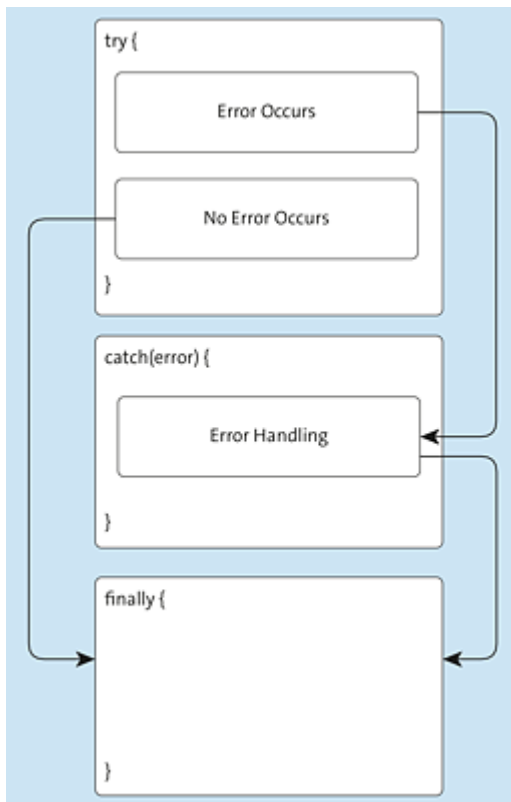 try {
Error Occurs
No Error Occurs
}
catch(error) {
Error Handling
}
finally {
}